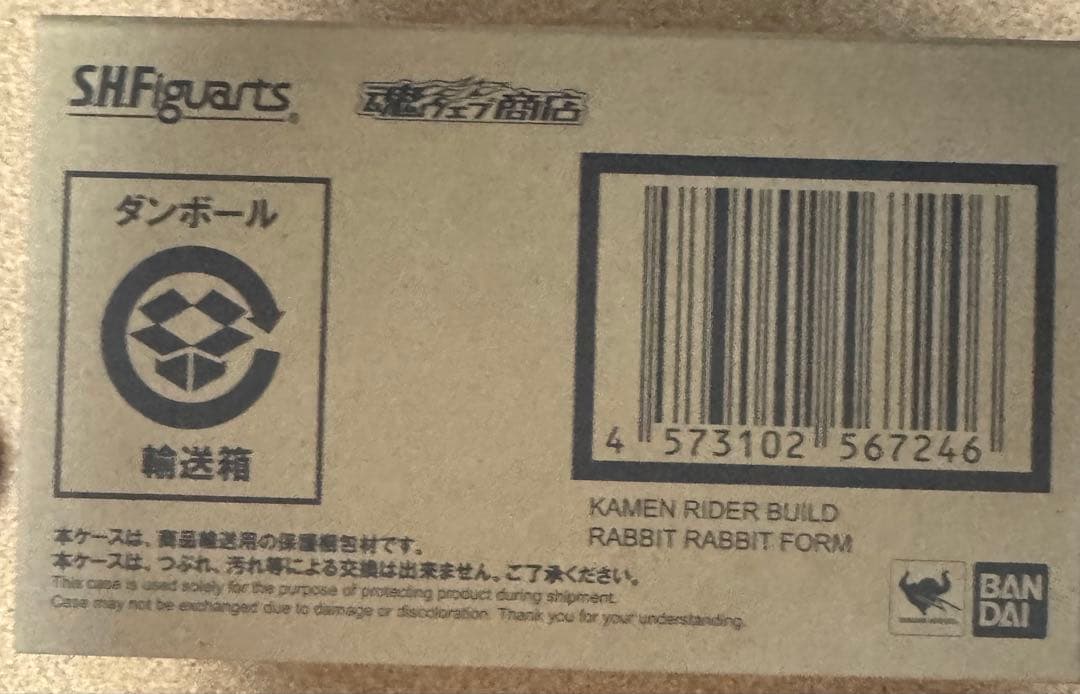 S.H.Figuarts
魂ウェブ商店
ダンボール
輸送箱
4 573102 567246
KAMEN RIDER BUILD
RABBIT RABBIT FORM
本ケースは、商品輸送用の保護梱包材です。
本ケースは、つぶれ、汚れ等による交換は出来ません。ご了承ください。
This case is used solely for the purpose of protecting product during shipment.
Case may not be exchanged due to damage or discoloration. Thank you for your understanding.
BAN
DAI